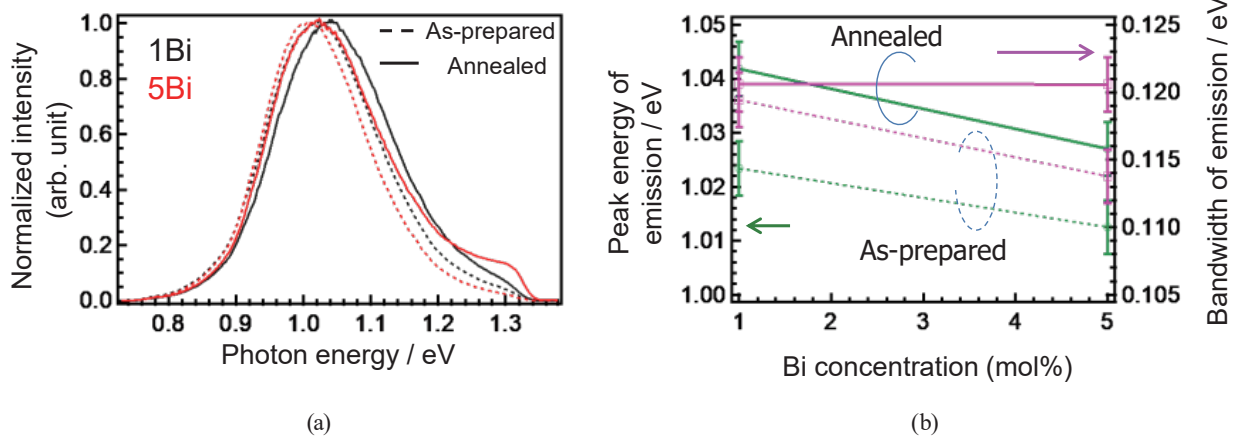 Normalized intensity
(arb. unit)
1.0
0.8
0.6
0.4
0.2
0.0
1Bi
5Bi
As-prepared
Annealed
0.8
0.9
1.0
1.1
1.2
1.3
Photon energy / eV
(a)
Peak energy of
emission / eV
1.05
1.04
1.03
1.02
1.01
1.00
Annealed
As-prepared
0.125
0.120
0.115
0.110
0.105
Bandwidth of emission / eV
1
2
3
4
5
Bi concentration (mol%)
(b)